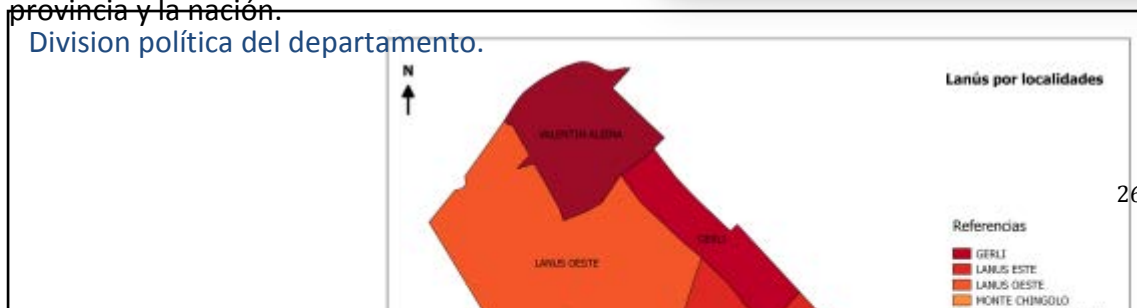 provincia y la nación.
Division política del departamento.
N
Lanús por localidades
VALENTIN ALSINA
26
Referencias
GERLI
GERLI
LANUS ESTE
LANUS OESTE
LANUS OESTE
MONTE CHINGOLO